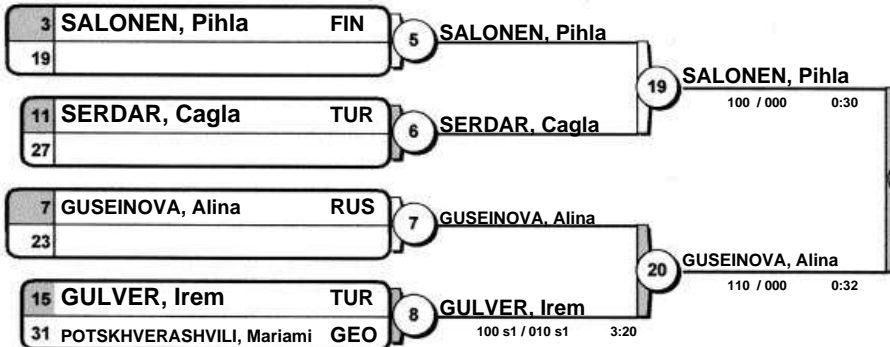 3 SALONEN, Pihla FIN
19
5 SALONEN, Pihla
11 SERDAR, Cagla TUR
27
6 SERDAR, Cagla
19 SALONEN, Pihla
100 / 000 0:30
7 GUSEINOVA, Alina RUS
23
7 GUSEINOVA, Alina
15 GULVER, Irem TUR
31 POTSKHVERASHVILI, Mariami GEO
8 GULVER, Irem
100 s1 / 010 s1 3:20
20 GUSEINOVA, Alina
110 / 000 0:32